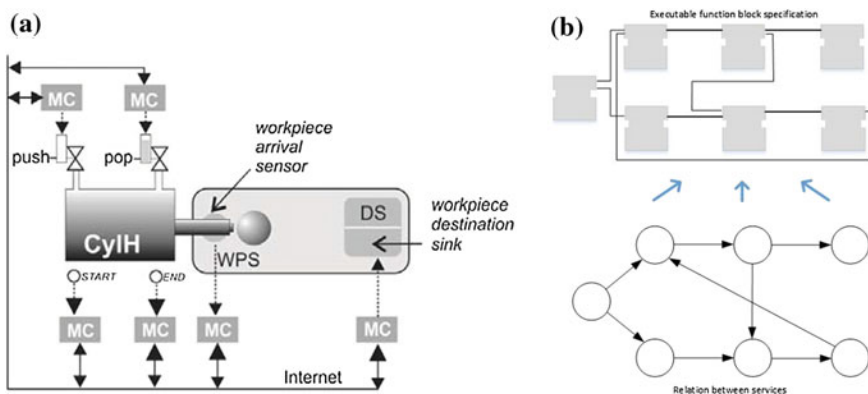 (a)
MC
MC
push
pop
workpiece
arrival
sensor
CylH
WPS
DS
workpiece
destination
sink
START
END
MC
MC
MC
MC
Internet
(b)
Executable function block specification
Relation between services